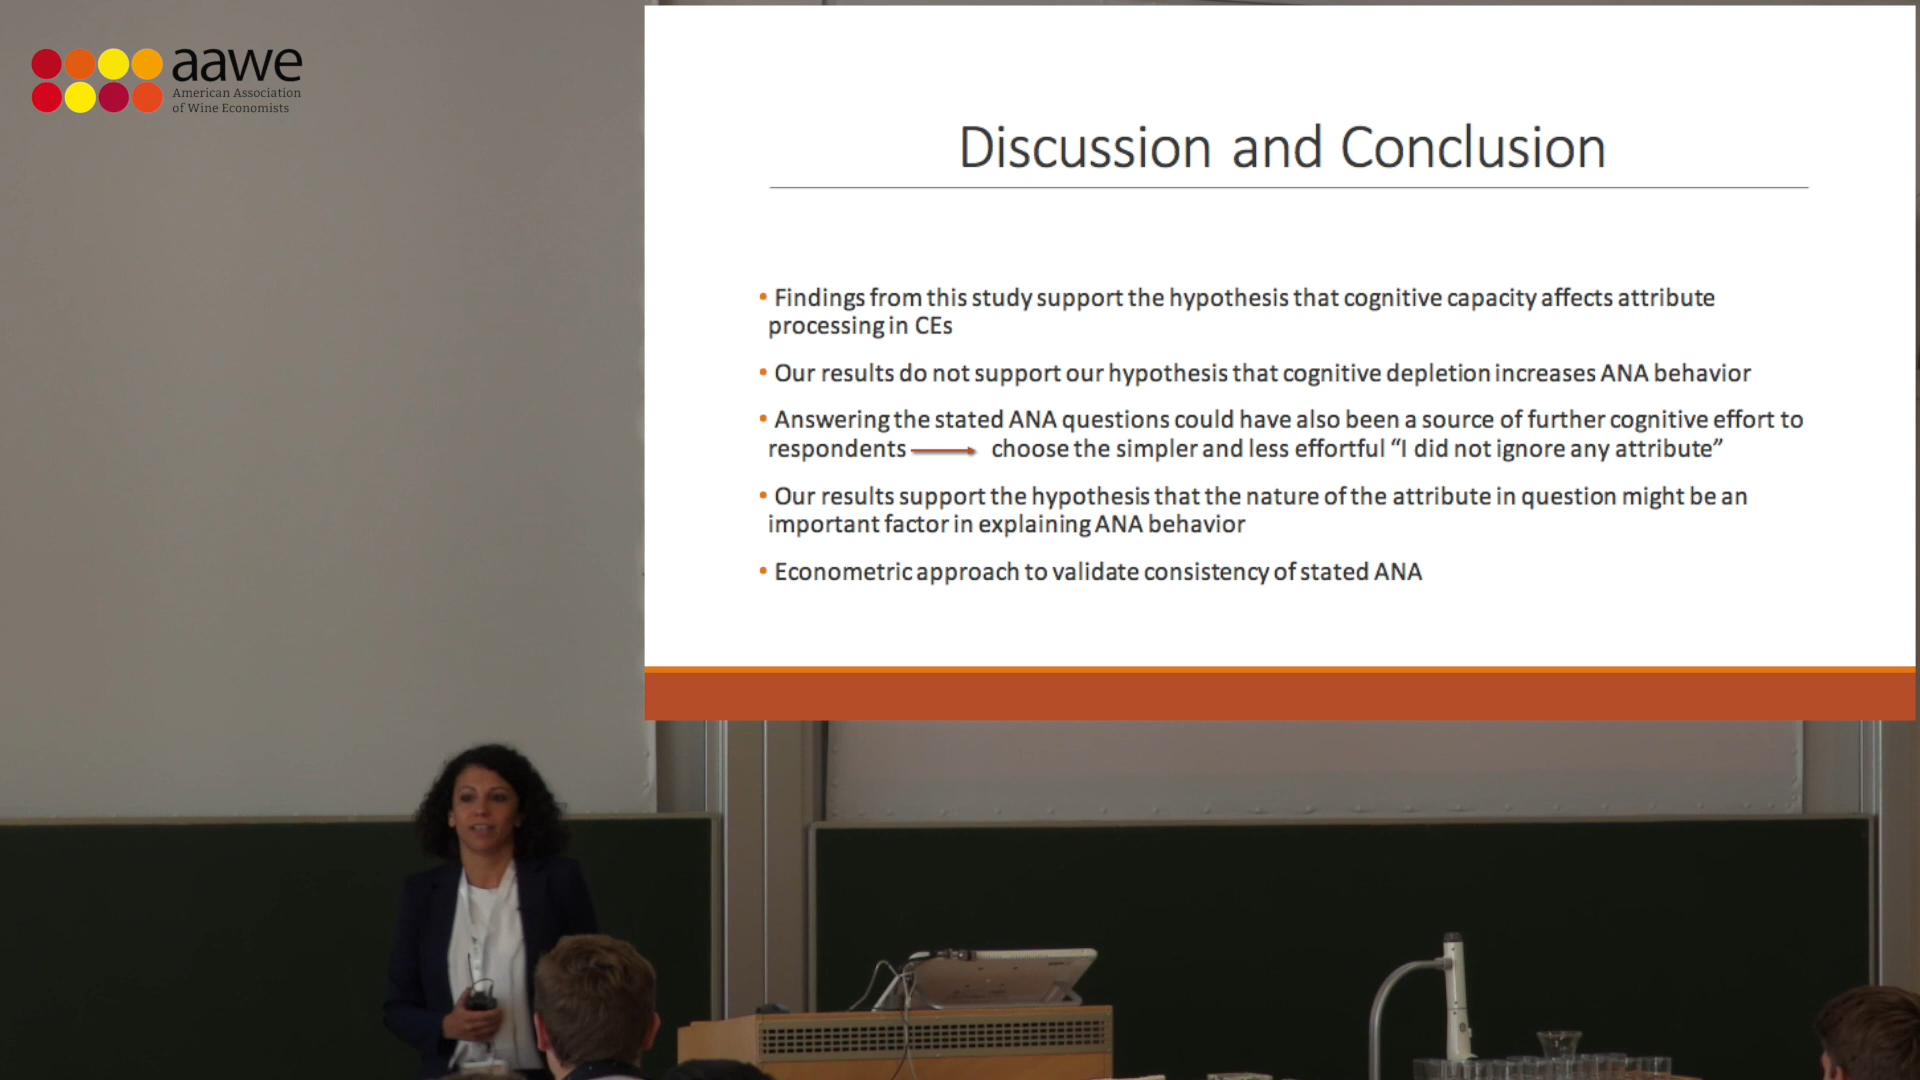 aawe
American Association
of Wine Economists
Discussion and Conclusion
• Findings from this study support the hypothesis that cognitive capacity affects attribute
processing in CEs
• Our results do not support our hypothesis that cognitive depletion increases ANA behavior
• Answering the stated ANA questions could have also been a source of further cognitive effort to
respondents → choose the simpler and less effortful “I did not ignore any attribute”
• Our results support the hypothesis that the nature of the attribute in question might be an
important factor in explaining ANA behavior
• Econometric approach to validate consistency of stated ANA